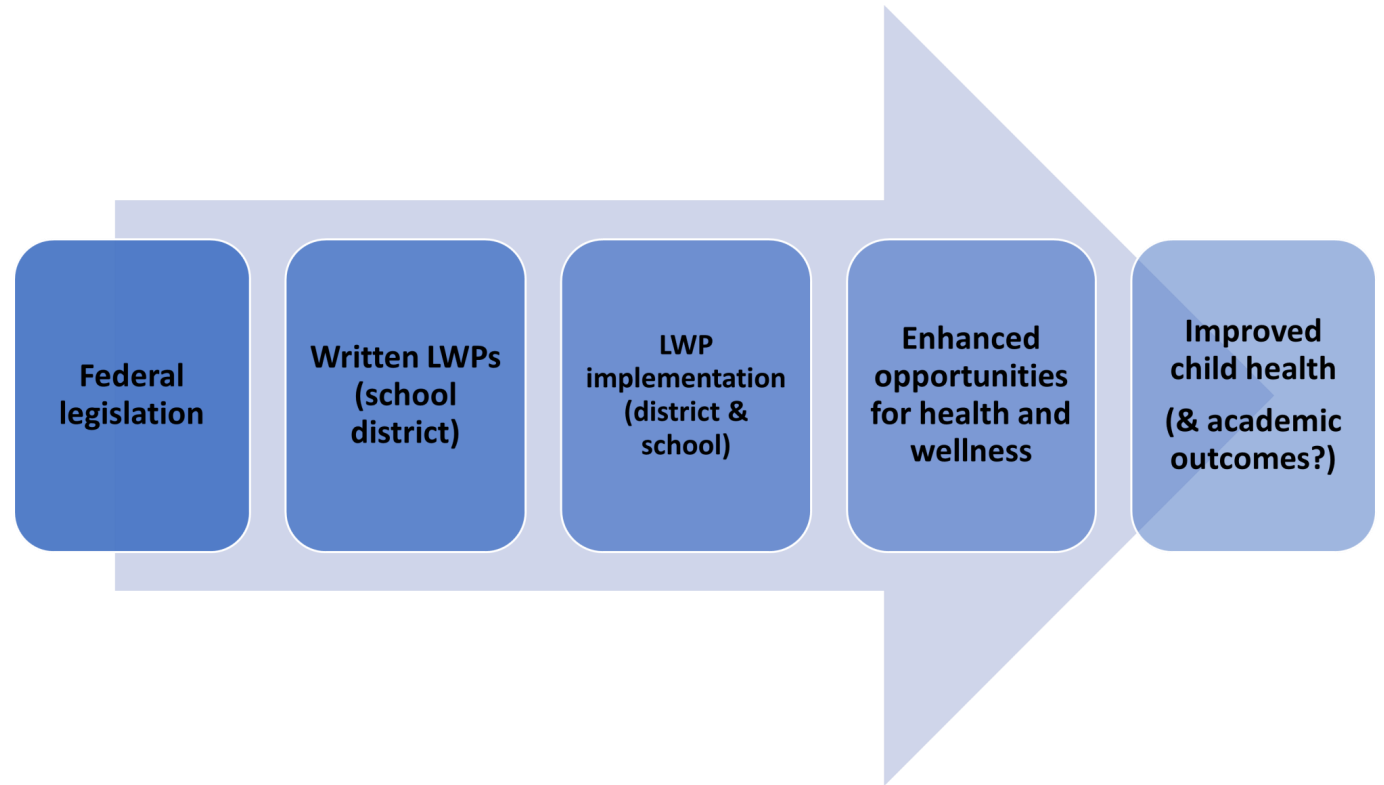 Federal
legislation
Written LWPs
(school
district)
LWP
implementation
(district &
school)
Enhanced
opportunities
for health and
wellness
Improved
child health
(& academic
outcomes?)